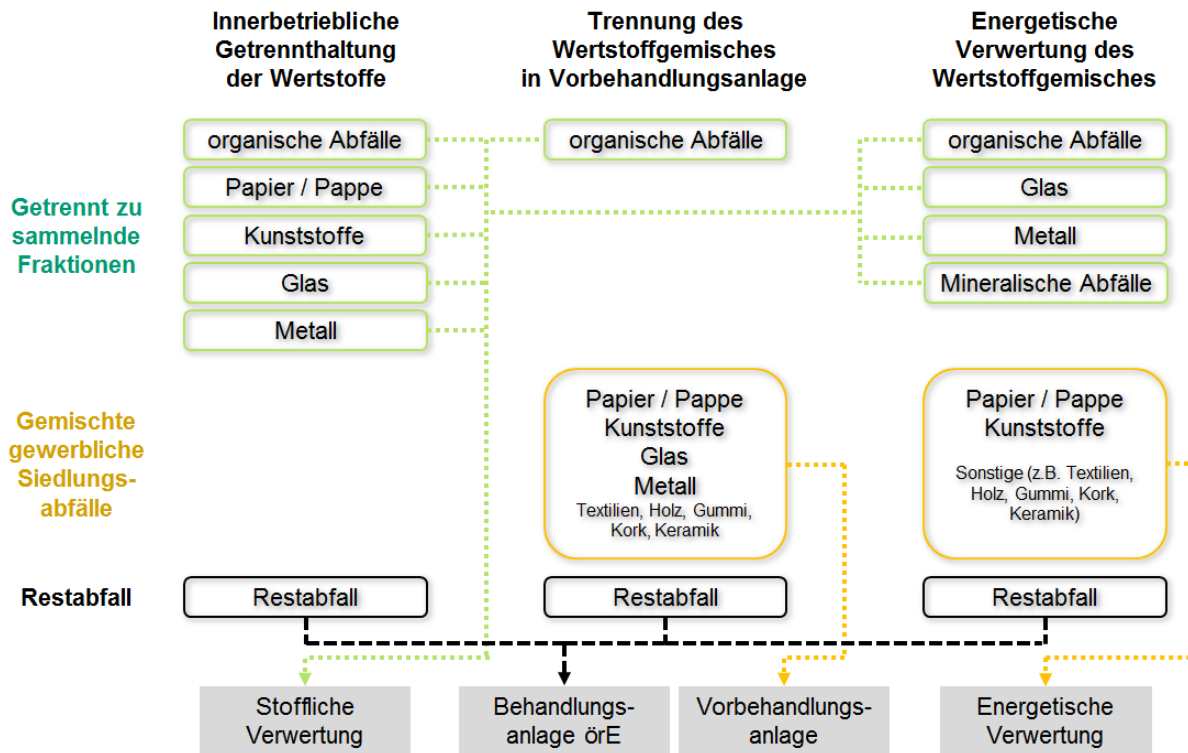 Innerbetriebliche
Getrennthaltung
der Wertstoffe
Trennung des
Wertstoffgemisches
in Vorbehandlungsanlage
Energetische
Verwertung des
Wertstoffgemisches
Getrennt zu
sammelnde
Fraktionen
organische Abfälle
Papier / Pappe
Kunststoffe
Glas
Metall
organische Abfälle
organische Abfälle
Glas
Metall
Mineralische Abfälle
Gemischte
gewerbliche
Siedlungs-
abfälle
Papier / Pappe
Kunststoffe
Glas
Metall
Textilien, Holz, Gummi,
Kork, Keramik
Papier / Pappe
Kunststoffe
Sonstige (z.B. Textilien,
Holz, Gummi, Kork,
Keramik)
Restabfall
Restabfall
Restabfall
Restabfall
Stoffliche
Verwertung
Behandlungs-
anlage örE
Vorbehandlungs-
anlage
Energetische
Verwertung